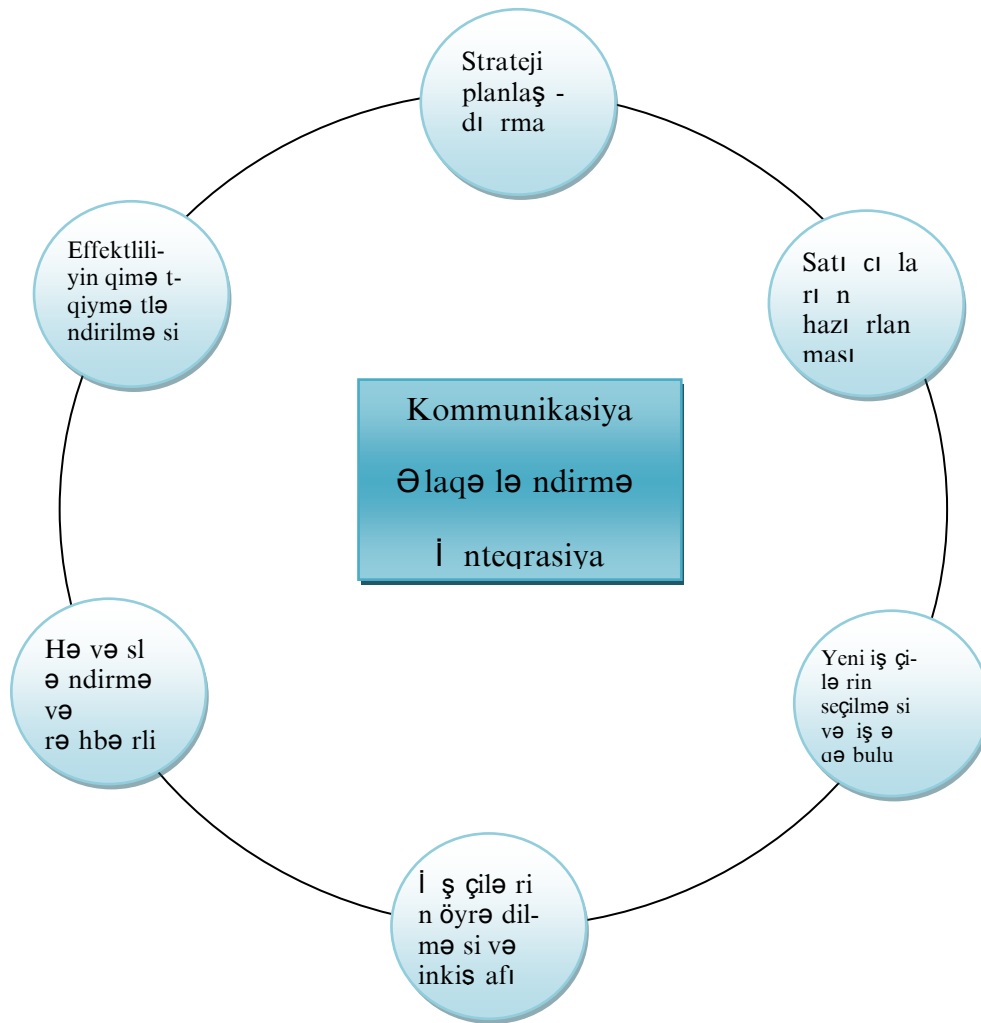 Strateji
planlaş -
dı rma
Effektlili-
yin qimə t-
qiymə tlə
ndirilmə si
Satı cı la
rı n
hazı rlan
ması
Kommunikasiya
Ə laqə lə ndirmə
İ nteqrasiya
Hə və sl
ə ndirmə
və
rə hbə rli
Yeni iş çi-
lə rin
seçilmə si
və iş ə
qə bulu
İ ş çilə ri
n öyrə dil-
mə si və
inkiş afı